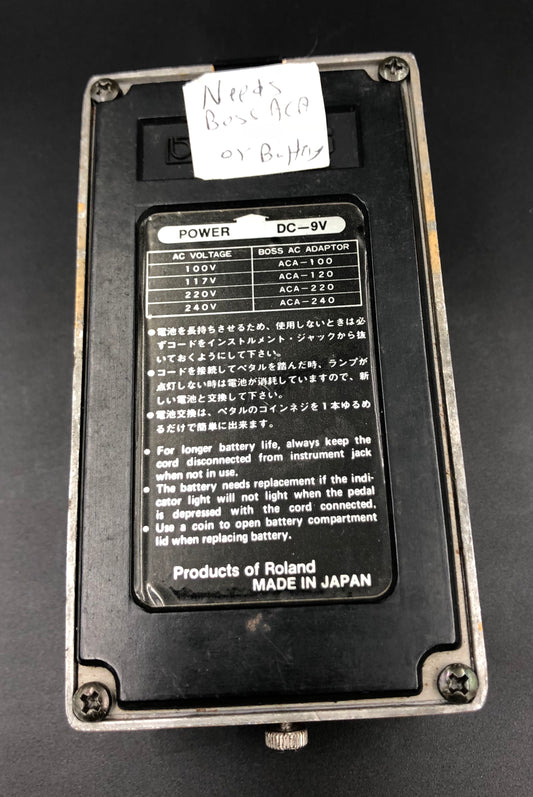 Needs
Boss ACA
or Battry
POWER DC—9V
AC VOLTAGE BOSS AC ADAPTOR
100V ACA-100
117V ACA-120
220V ACA-220
240V ACA-240
●電池を長持ちさせるため、使用しないときは必
ずコードをインストルメント・ジャックから抜
いておくようにして下さい。
●コードを接続してペタルを踏んだ時、ランプが
点灯しない時は電池が消耗していますので、新
しい電池と交換して下さい。
●電池交換は、ペタルのコインネジを1本ゆるめ
るだけで簡単に出来ます。
● For longer battery life, always keep the
cord disconnected from instrument jack
when not in use.
● The battery needs replacement if the indi-
cator light will not light when the pedal
is depressed with the cord connected.
● Use a coin to open battery compartment
lid when replacing battery.
Products of Roland
MADE IN JAPAN